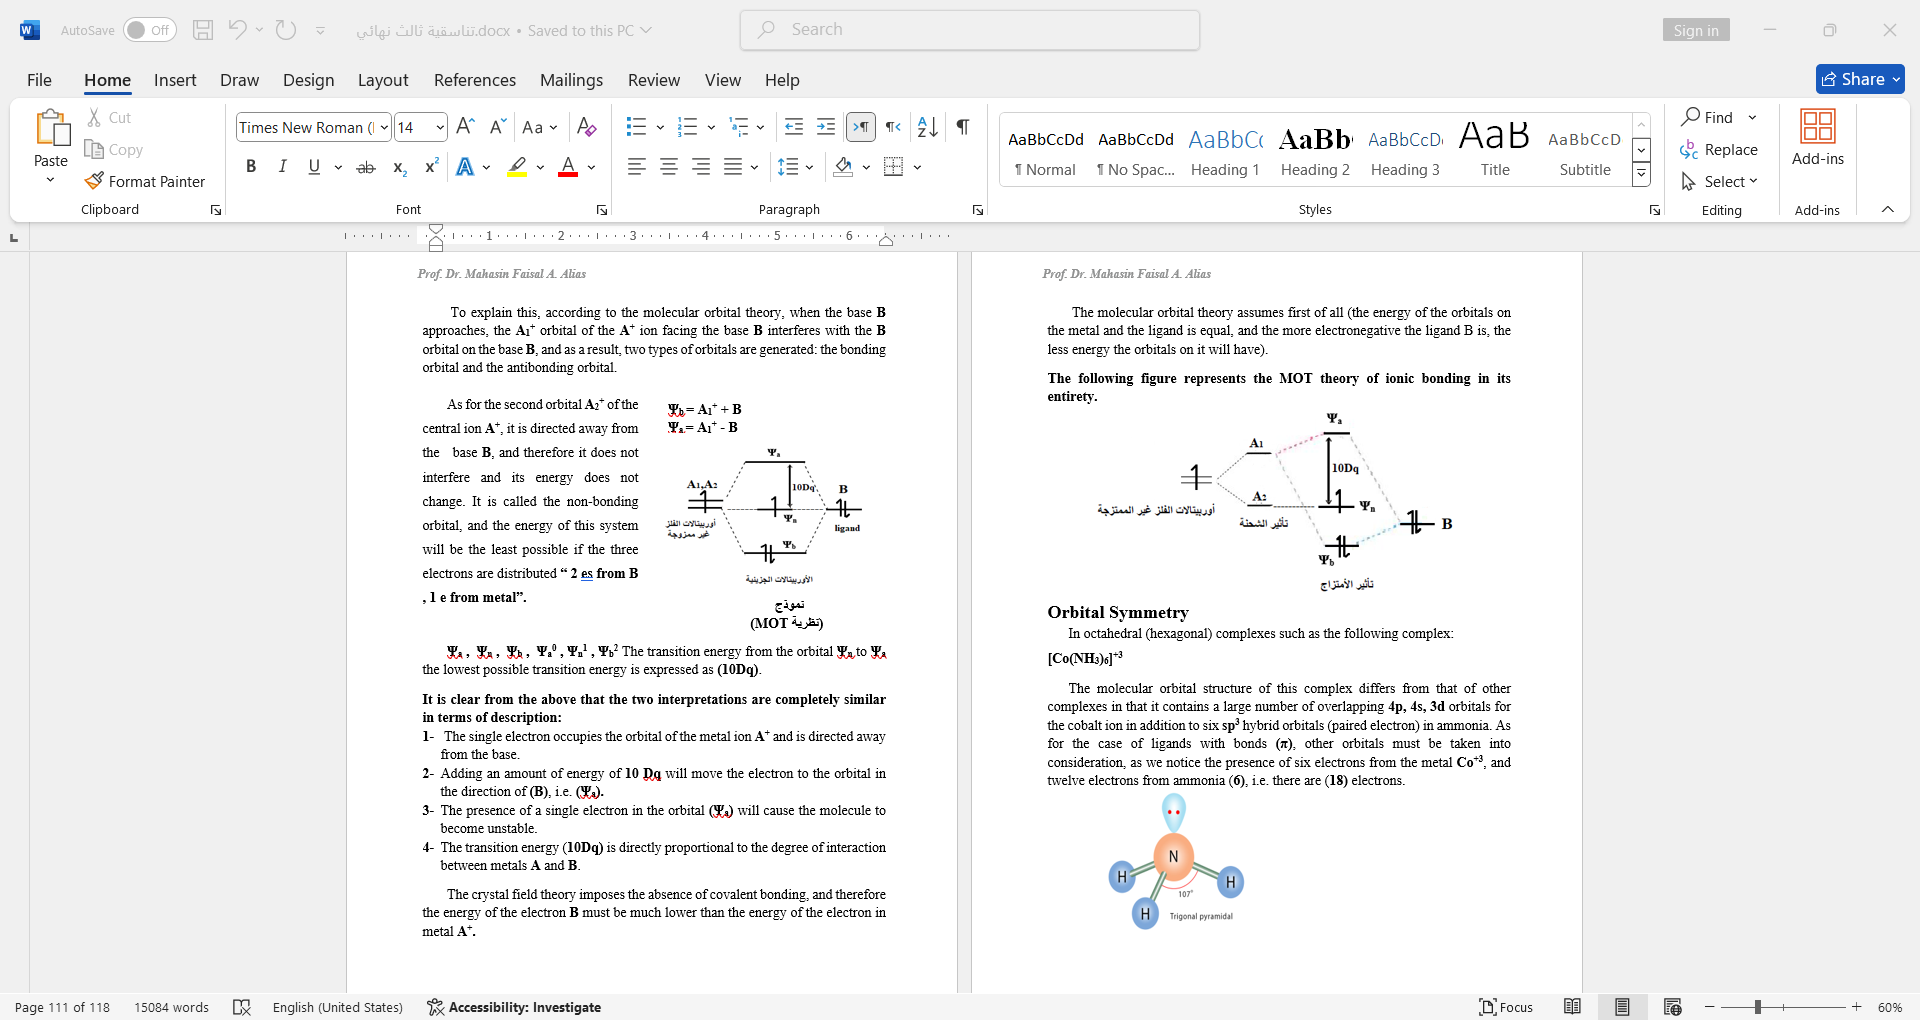 AutoSave Off تناسقية ثالث نهائي.docx • Saved to this PC Search Sign in
File Home Insert Draw Design Layout References Mailings Review View Help Share
Paste Cut Copy Format Painter Clipboard
Times New Roman ( 14 Font
Paragraph
AaBbCcDd ¶ Normal AaBbCcDd ¶ No Spac... AaBbCc Heading 1 AaBb Heading 2 AaBbCcD Heading 3 AaB Title AaBbCcD Subtitle Styles
Find Replace Select Editing Add-ins Add-ins
1 2 3 4 5 6
Prof. Dr. Mahasin Faisal A. Alias
To explain this, according to the molecular orbital theory, when the base B
approaches, the A₁⁺ orbital of the A⁺ ion facing the base B interferes with the B
orbital on the base B, and as a result, two types of orbitals are generated: the bonding
orbital and the antibonding orbital.
As for the second orbital A₂⁺ of the
central ion A⁺, it is directed away from
the base B, and therefore it does not
interfere and its energy does not
change. It is called the non-bonding
orbital, and the energy of this system
will be the least possible if the three
electrons are distributed “ 2 es from B
, 1 e from metal”.
Ψb = A₁⁺ + B
Ψa = A₁⁺ - B
Ψa
A₁,A₂
10Dq
B
Ψn
ligand
أوربيتالات الفلز
غير ممزوجة
Ψb
الأوربيتالات الجزيئية
نموذج
(نظرية MOT)
Ψa , Ψn , Ψb , Ψa⁰ , Ψn¹ , Ψb² The transition energy from the orbital Ψn to Ψa
the lowest possible transition energy is expressed as (10Dq).
It is clear from the above that the two interpretations are completely similar
in terms of description:
1- The single electron occupies the orbital of the metal ion A⁺ and is directed away
from the base.
2- Adding an amount of energy of 10 Dq will move the electron to the orbital in
the direction of (B), i.e. (Ψa).
3- The presence of a single electron in the orbital (Ψa) will cause the molecule to
become unstable.
4- The transition energy (10Dq) is directly proportional to the degree of interaction
between metals A and B.
The crystal field theory imposes the absence of covalent bonding, and therefore
the energy of the electron B must be much lower than the energy of the electron in
metal A⁺.
Prof. Dr. Mahasin Faisal A. Alias
The molecular orbital theory assumes first of all (the energy of the orbitals on
the metal and the ligand is equal, and the more electronegative the ligand B is, the
less energy the orbitals on it will have).
The following figure represents the MOT theory of ionic bonding in its
entirety.
Ψa
A₁
10Dq
A₂
Ψn
أوربيتالات الفلز غير الممتزجة
تأثير الشحنة
B
Ψb
تأثير الأمتزاج
Orbital Symmetry
In octahedral (hexagonal) complexes such as the following complex:
[Co(NH₃)₆]⁺³
The molecular orbital structure of this complex differs from that of other
complexes in that it contains a large number of overlapping 4p, 4s, 3d orbitals for
the cobalt ion in addition to six sp³ hybrid orbitals (paired electron) in ammonia. As
for the case of ligands with bonds (π), other orbitals must be taken into
consideration, as we notice the presence of six electrons from the metal Co⁺³, and
twelve electrons from ammonia (6), i.e. there are (18) electrons.
N
H
H
107°
H
Trigonal pyramidal
Page 111 of 118 15084 words English (United States) Accessibility: Investigate Focus 60%